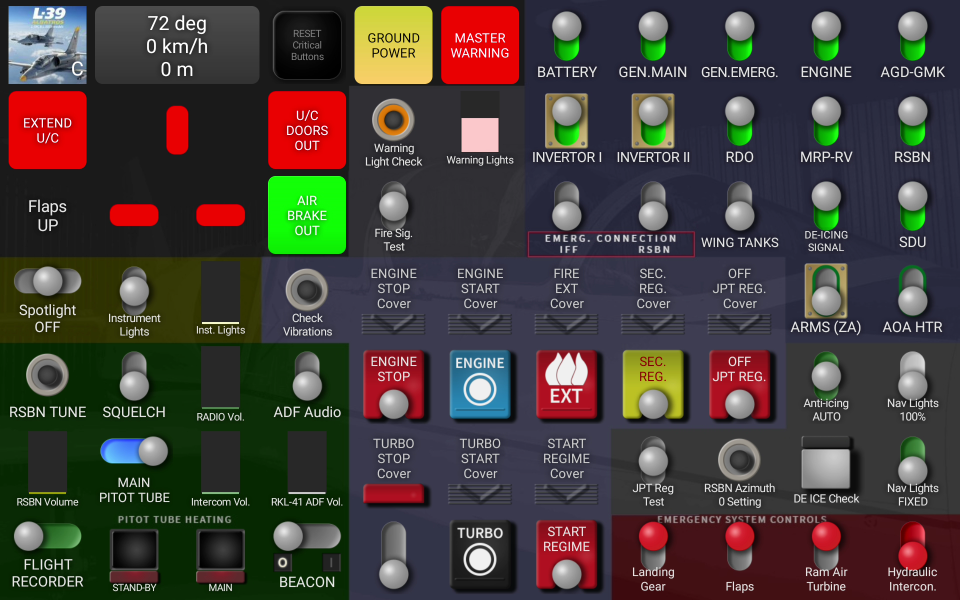 L-39
ALBATROS
C
72 deg
0 km/h
0 m
RESET
Critical
Buttons
GROUND
POWER
MASTER
WARNING
BATTERY
GEN.MAIN
GEN.EMERG.
ENGINE
AGD-GMK
EXTEND
U/C
U/C
DOORS
OUT
Warning
Light Check
Warning Lights
INVERTOR I
INVERTOR II
RDO
MRP-RV
RSBN
Flaps
UP
AIR
BRAKE
OUT
Fire Sig.
Test
EMERG. CONNECTION
IFF RSBN
WING TANKS
DE-ICING
SIGNAL
SDU
Spotlight
OFF
Instrument
Lights
Inst. Lights
Check
Vibrations
ENGINE
STOP
Cover
ENGINE
START
Cover
FIRE
EXT
Cover
SEC.
REG.
Cover
OFF
JPT REG.
Cover
ARMS (ZA)
AOA HTR
RSBN TUNE
SQUELCH
RADIO Vol.
ADF Audio
ENGINE
STOP
ENGINE
EXT
SEC.
REG.
OFF
JPT REG.
Anti-icing
AUTO
Nav Lights
100%
RSBN Volume
MAIN
PITOT TUBE
Intercom Vol.
RKL-41 ADF Vol.
TURBO
STOP
Cover
TURBO
START
Cover
START
REGIME
Cover
JPT Reg
Test
RSBN Azimuth
0 Setting
DE ICE Check
Nav Lights
FIXED
PITOT TUBE HEATING
FLIGHT
RECORDER
STAND-BY
MAIN
O I
BEACON
TURBO
START
REGIME
EMERGENCY SYSTEM CONTROLS
Landing
Gear
Flaps
Ram Air
Turbine
Hydraulic
Intercon.